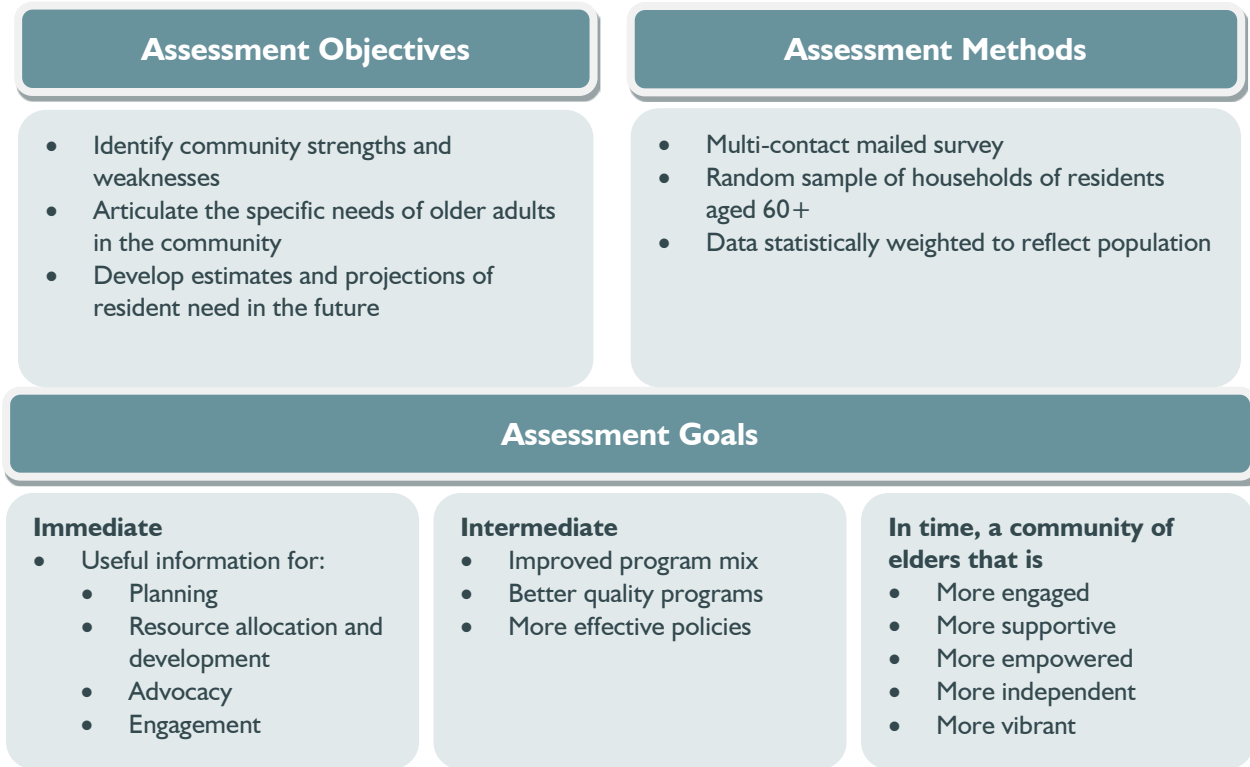 Assessment Objectives
• Identify community strengths and
weaknesses
• Articulate the specific needs of older adults
in the community
• Develop estimates and projections of
resident need in the future
Assessment Methods
• Multi-contact mailed survey
• Random sample of households of residents
aged 60+
• Data statistically weighted to reflect population
Assessment Goals
Immediate
• Useful information for:
• Planning
• Resource allocation and
development
• Advocacy
• Engagement
Intermediate
• Improved program mix
• Better quality programs
• More effective policies
In time, a community of
elders that is
• More engaged
• More supportive
• More empowered
• More independent
• More vibrant